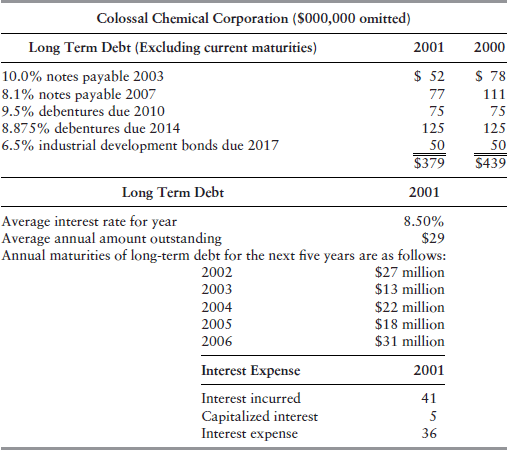 Colossal Chemical Corporation ($000,000 omitted)
Long Term Debt (Excluding current maturities) 2001 2000
10.0% notes payable 2003 $ 52 $ 78
8.1% notes payable 2007 77 111
9.5% debentures due 2010 75 75
8.875% debentures due 2014 125 125
6.5% industrial development bonds due 2017 50 50
$379 $439
Long Term Debt 2001
Average interest rate for year 8.50%
Average annual amount outstanding $29
Annual maturities of long-term debt for the next five years are as follows:
2002 $27 million
2003 $13 million
2004 $22 million
2005 $18 million
2006 $31 million
Interest Expense 2001
Interest incurred 41
Capitalized interest 5
Interest expense 36